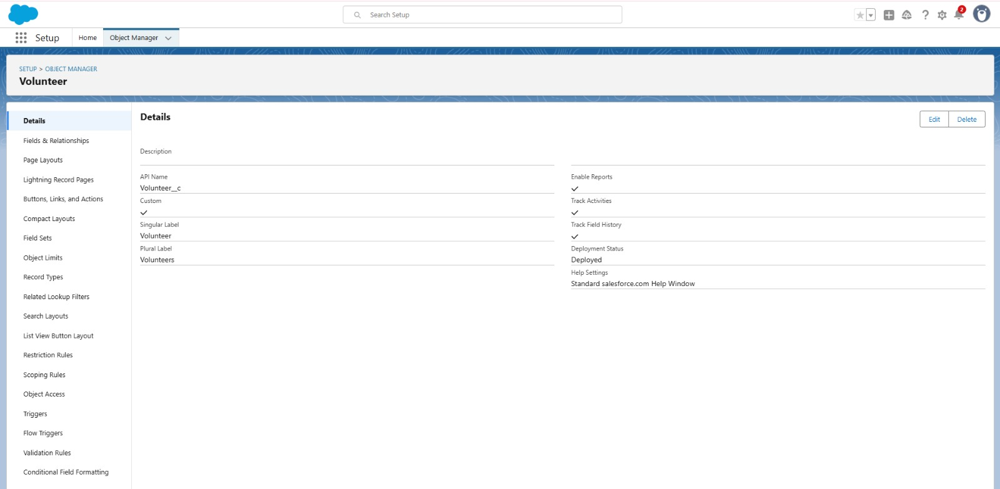 Search Setup
2
Setup
Home
Object Manager
SETUP > OBJECT MANAGER
Volunteer
Details
Fields & Relationships
Page Layouts
Lightning Record Pages
Buttons, Links, and Actions
Compact Layouts
Field Sets
Object Limits
Record Types
Related Lookup Filters
Search Layouts
List View Button Layout
Restriction Rules
Scoping Rules
Object Access
Triggers
Flow Triggers
Validation Rules
Conditional Field Formatting
Details
Edit
Delete
Description
API Name
Volunteer__c
Custom
Singular Label
Volunteer
Plural Label
Volunteers
Enable Reports
Track Activities
Track Field History
Deployment Status
Deployed
Help Settings
Standard salesforce.com Help Window